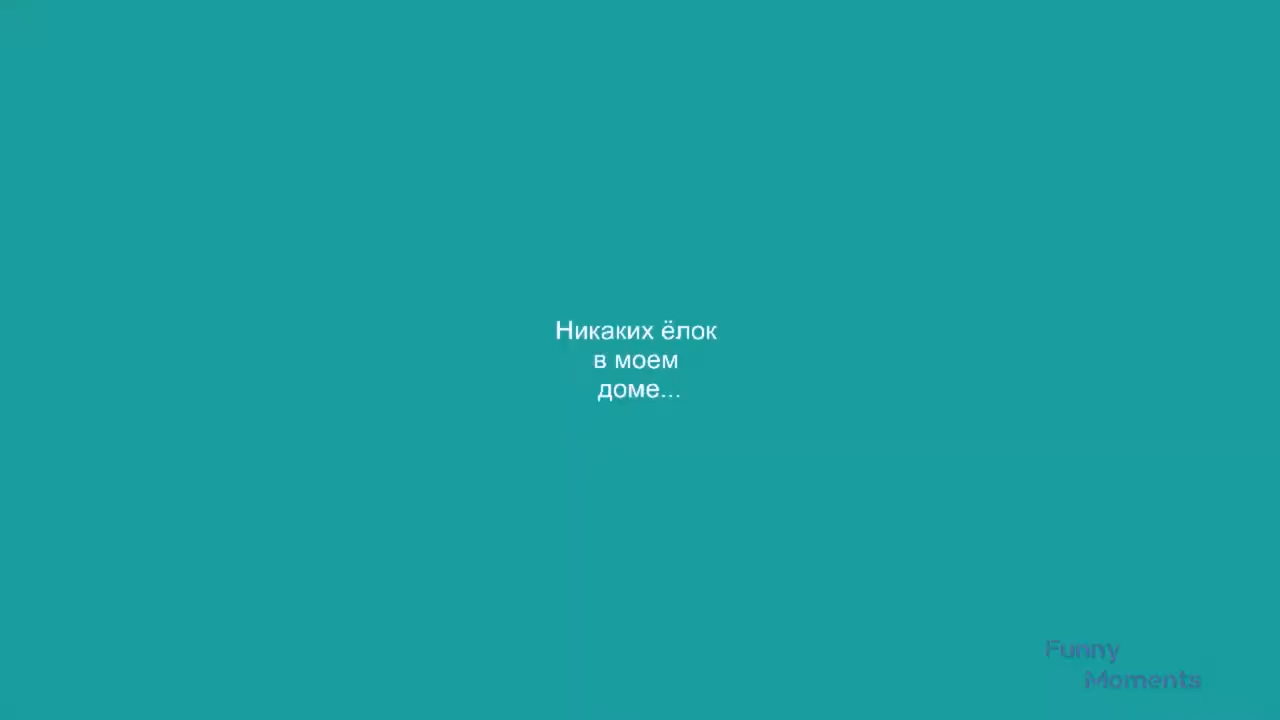 Никаких ёлок
в моем
доме...
Funny
Moments